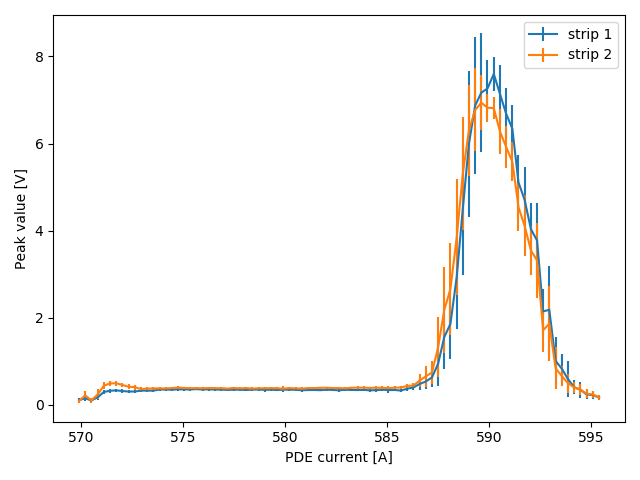 strip 1
strip 2
Peak value [V]
8
6
4
2
0
570 575 580 585 590 595
PDE current [A]